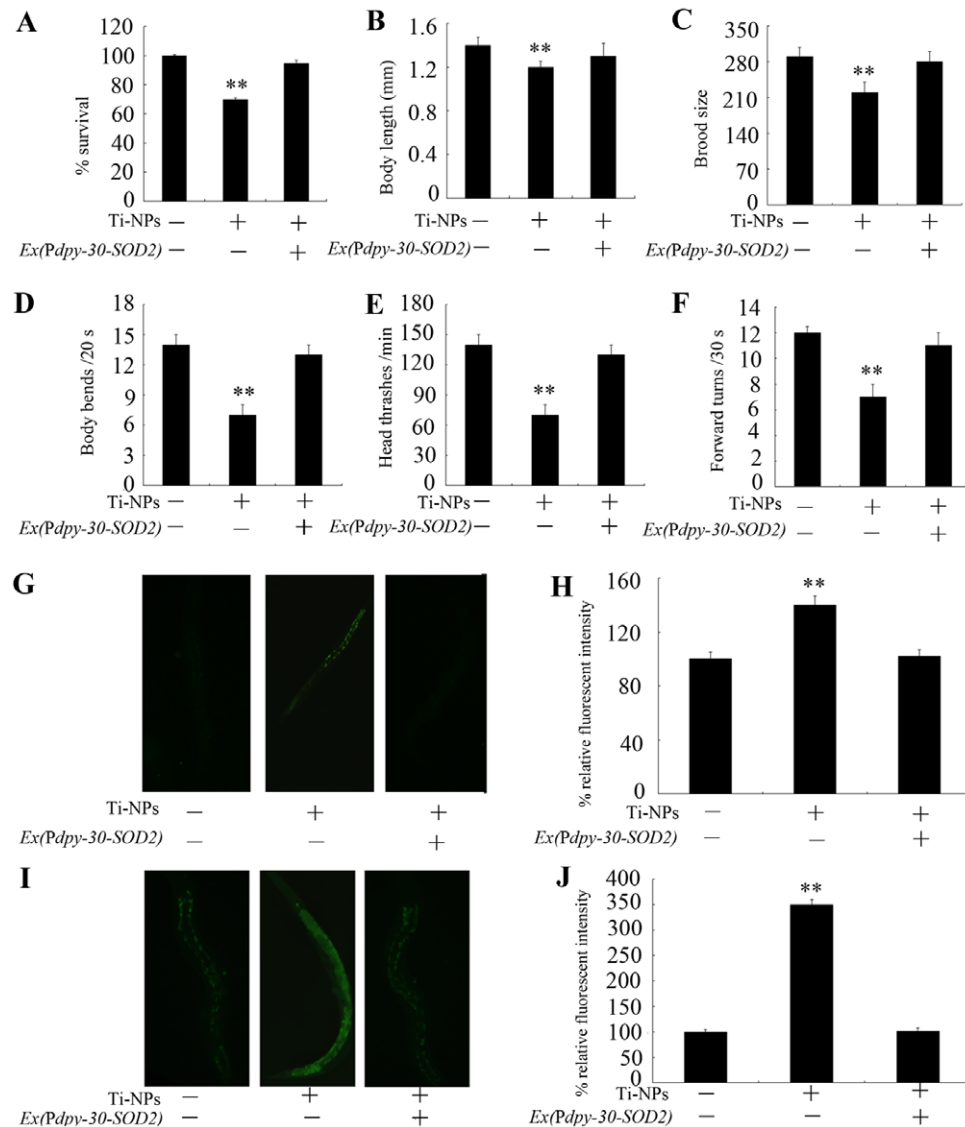 A
% survival
120
100
80
60
40
20
0
**
Ti-NPs — + +
Ex(Pdpy-30-SOD2) — — +
B
Body length (mm)
1.6
1.2
1.4
0.4
0
**
— + +
Ex(Pdpy-30-SOD2) — — +
C
Brood size
350
280
210
140
70
0
**
Ti-NPs — + +
Ex(Pdpy-30-SOD2) — — +
D
Body bends /20 s
18
15
12
9
6
3
0
**
Ti-NPs — + +
Ex(Pdpy-30-SOD2) — — +
E
Head thrashes /min
180
150
120
90
60
30
0
**
Ti-NPs — + +
Ex(Pdpy-30-SOD2) — — +
F
Forward turns /30 s
14
12
10
8
6
4
2
0
**
Ti-NPs — + +
Ex(Pdpy-30-SOD2) — — +
G
Ti-NPs — + +
Ex(Pdpy-30-SOD2) — — +
H
% relative fluorescent intensity
160
120
80
40
0
**
Ti-NPs — + +
Ex(Pdpy-30-SOD2) — — +
I
Ti-NPs — + +
Ex(Pdpy-30-SOD2) — — +
J
% relative fluorescent intensity
400
350
300
250
200
150
100
50
0
**
Ti-NPs — + +
Ex(Pdpy-30-SOD2) — — +